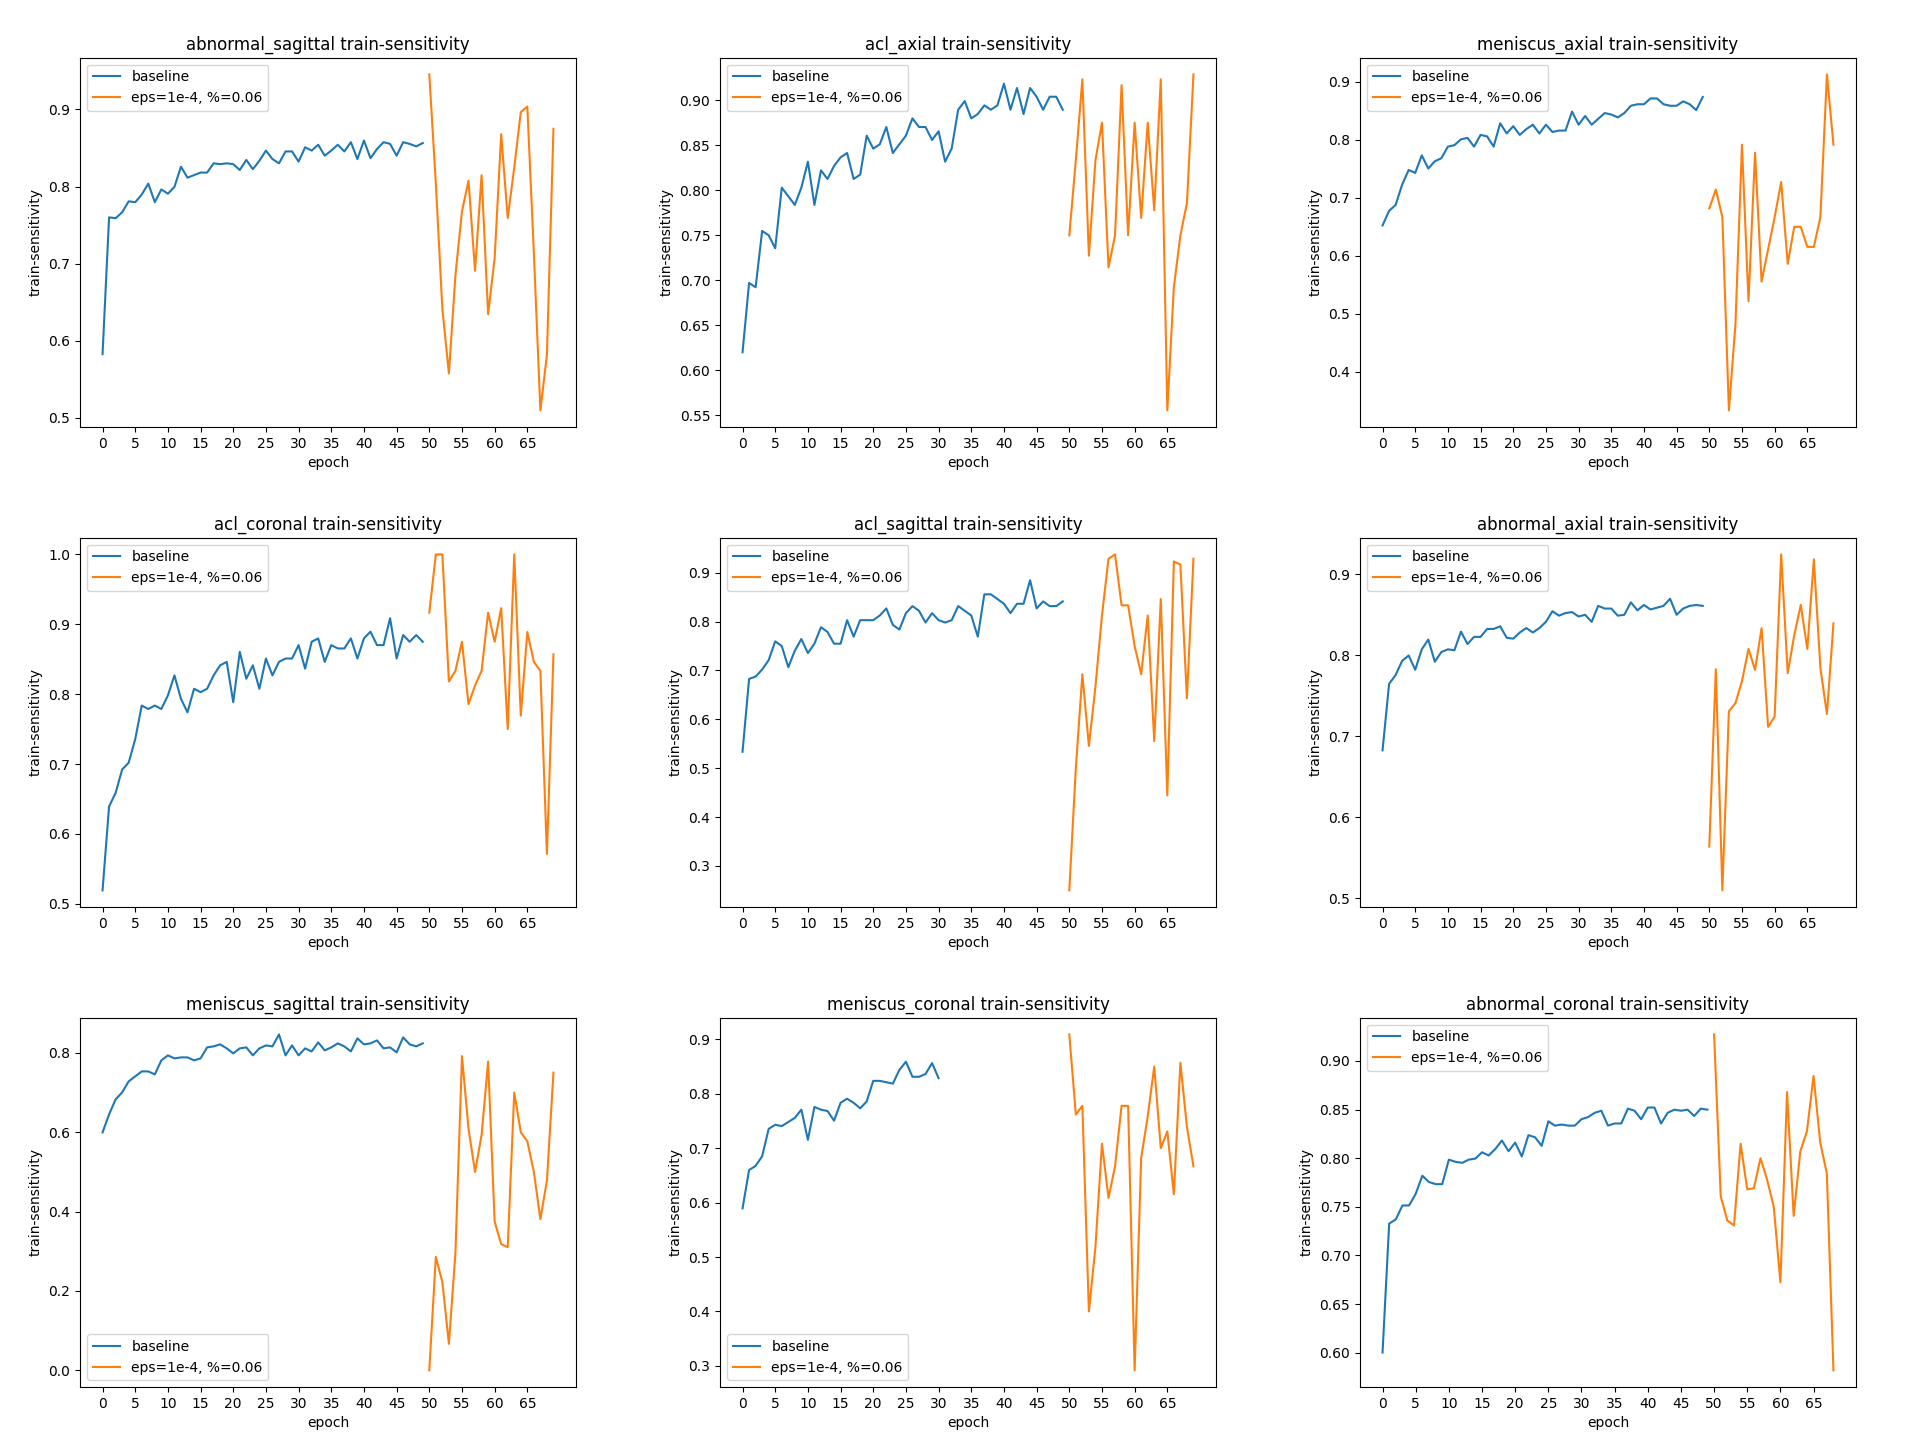 abnormal_sagittal train-sensitivity
baseline
eps=1e-4, %=0.06
train-sensitivity
0.9
0.8
0.7
0.6
0.5
0 5 10 15 20 25 30 35 40 45 50 55 60 65
epoch
acl_axial train-sensitivity
baseline
eps=1e-4, %=0.06
train-sensitivity
0.90
0.85
0.80
0.75
0.70
0.65
0.60
0.55
0 5 10 15 20 25 30 35 40 45 50 55 60 65
epoch
meniscus_axial train-sensitivity
baseline
eps=1e-4, %=0.06
train-sensitivity
0.9
0.8
0.7
0.6
0.5
0.4
0 5 10 15 20 25 30 35 40 45 50 55 60 65
epoch
acl_coronal train-sensitivity
baseline
eps=1e-4, %=0.06
train-sensitivity
1.0
0.9
0.8
0.7
0.6
0.5
0 5 10 15 20 25 30 35 40 45 50 55 60 65
epoch
acl_sagittal train-sensitivity
baseline
eps=1e-4, %=0.06
train-sensitivity
0.9
0.8
0.7
0.6
0.5
0.4
0.3
0 5 10 15 20 25 30 35 40 45 50 55 60 65
epoch
abnormal_axial train-sensitivity
baseline
eps=1e-4, %=0.06
train-sensitivity
0.9
0.8
0.7
0.6
0.5
0 5 10 15 20 25 30 35 40 45 50 55 60 65
epoch
meniscus_sagittal train-sensitivity
train-sensitivity
0.8
0.6
0.4
0.2
0.0
baseline
eps=1e-4, %=0.06
0 5 10 15 20 25 30 35 40 45 50 55 60 65
epoch
meniscus_coronal train-sensitivity
train-sensitivity
0.9
0.8
0.7
0.6
0.5
0.4
0.3
baseline
eps=1e-4, %=0.06
0 5 10 15 20 25 30 35 40 45 50 55 60 65
epoch
abnormal_coronal train-sensitivity
baseline
eps=1e-4, %=0.06
train-sensitivity
0.90
0.85
0.80
0.75
0.70
0.65
0.60
0 5 10 15 20 25 30 35 40 45 50 55 60 65
epoch